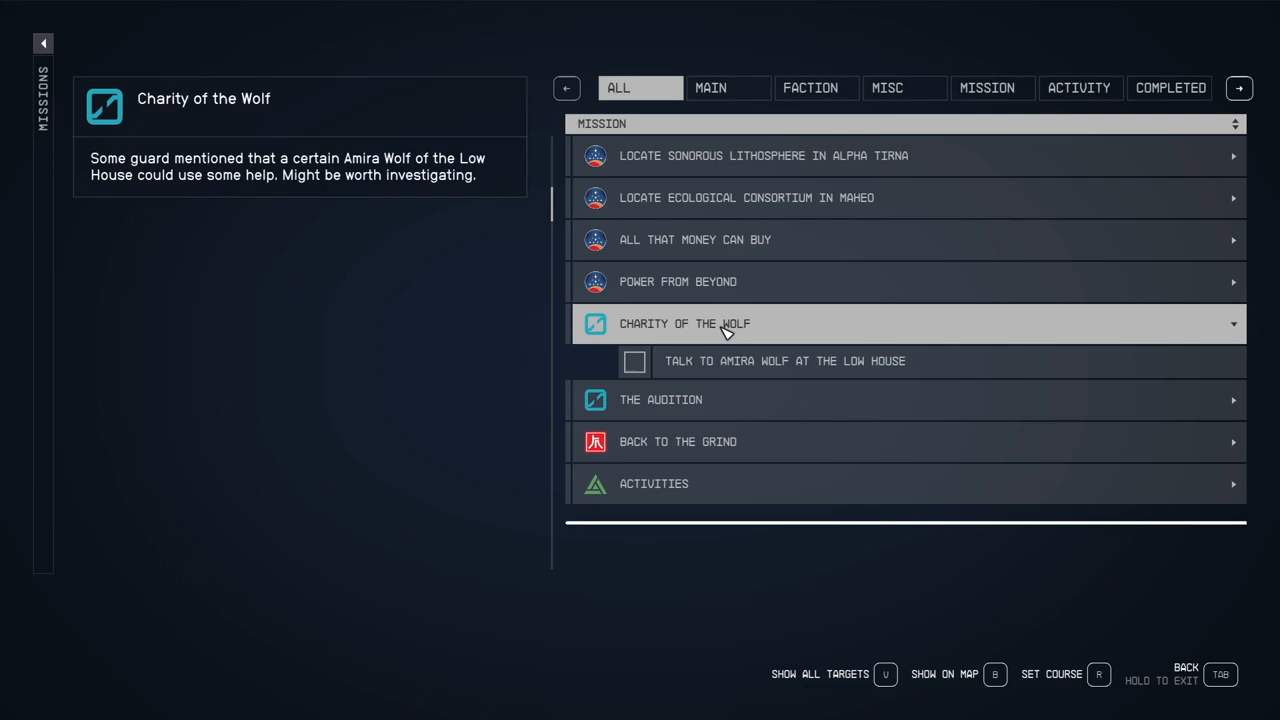 MISSIONS
Charity of the Wolf
Some guard mentioned that a certain Amira Wolf of the Low
House could use some help. Might be worth investigating.
ALL
MAIN
FACTION
MISC
MISSION
ACTIVITY
COMPLETED
MISSION
LOCATE SONOROUS LITHOSPHERE IN ALPHA TIRNA
LOCATE ECOLOGICAL CONSORTIUM IN MAHEO
ALL THAT MONEY CAN BUY
POWER FROM BEYOND
CHARITY OF THE WOLF
TALK TO AMIRA WOLF AT THE LOW HOUSE
THE AUDITION
BACK TO THE GRIND
ACTIVITIES
SHOW ALL TARGETS V
SHOW ON MAP B
SET COURSE R
BACK
HOLD TO EXIT TAB